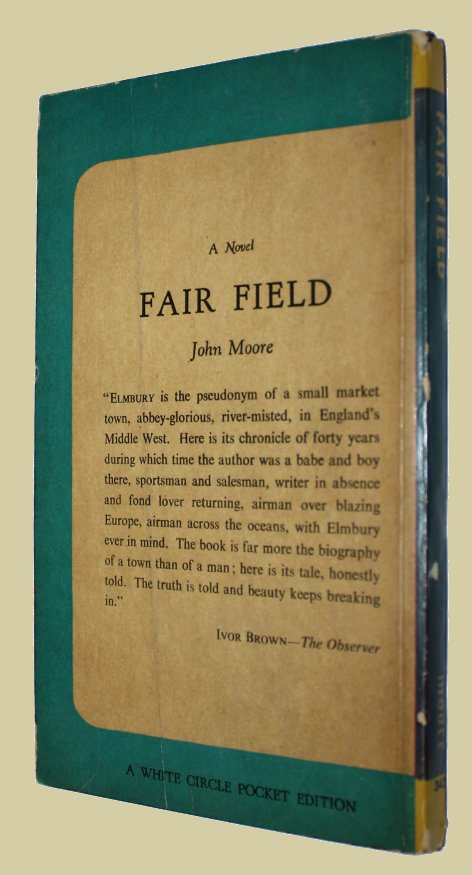 A Novel
FAIR FIELD
John Moore
“ELMBURY is the pseudonym of a small market
town, abbey-glorious, river-misted, in England’s
Middle West. Here is its chronicle of forty years
during which time the author was a babe and boy
there, sportsman and salesman, writer in absence
and fond lover returning, airman over blazing
Europe, airman across the oceans, with Elmbury
ever in mind. The book is far more the biography
of a town than of a man; here is its tale, honestly
told. The truth is told and beauty keeps breaking
in.”
IVOR BROWN—The Observer
A WHITE CIRCLE POCKET EDITION
FAIR FIELD
moore